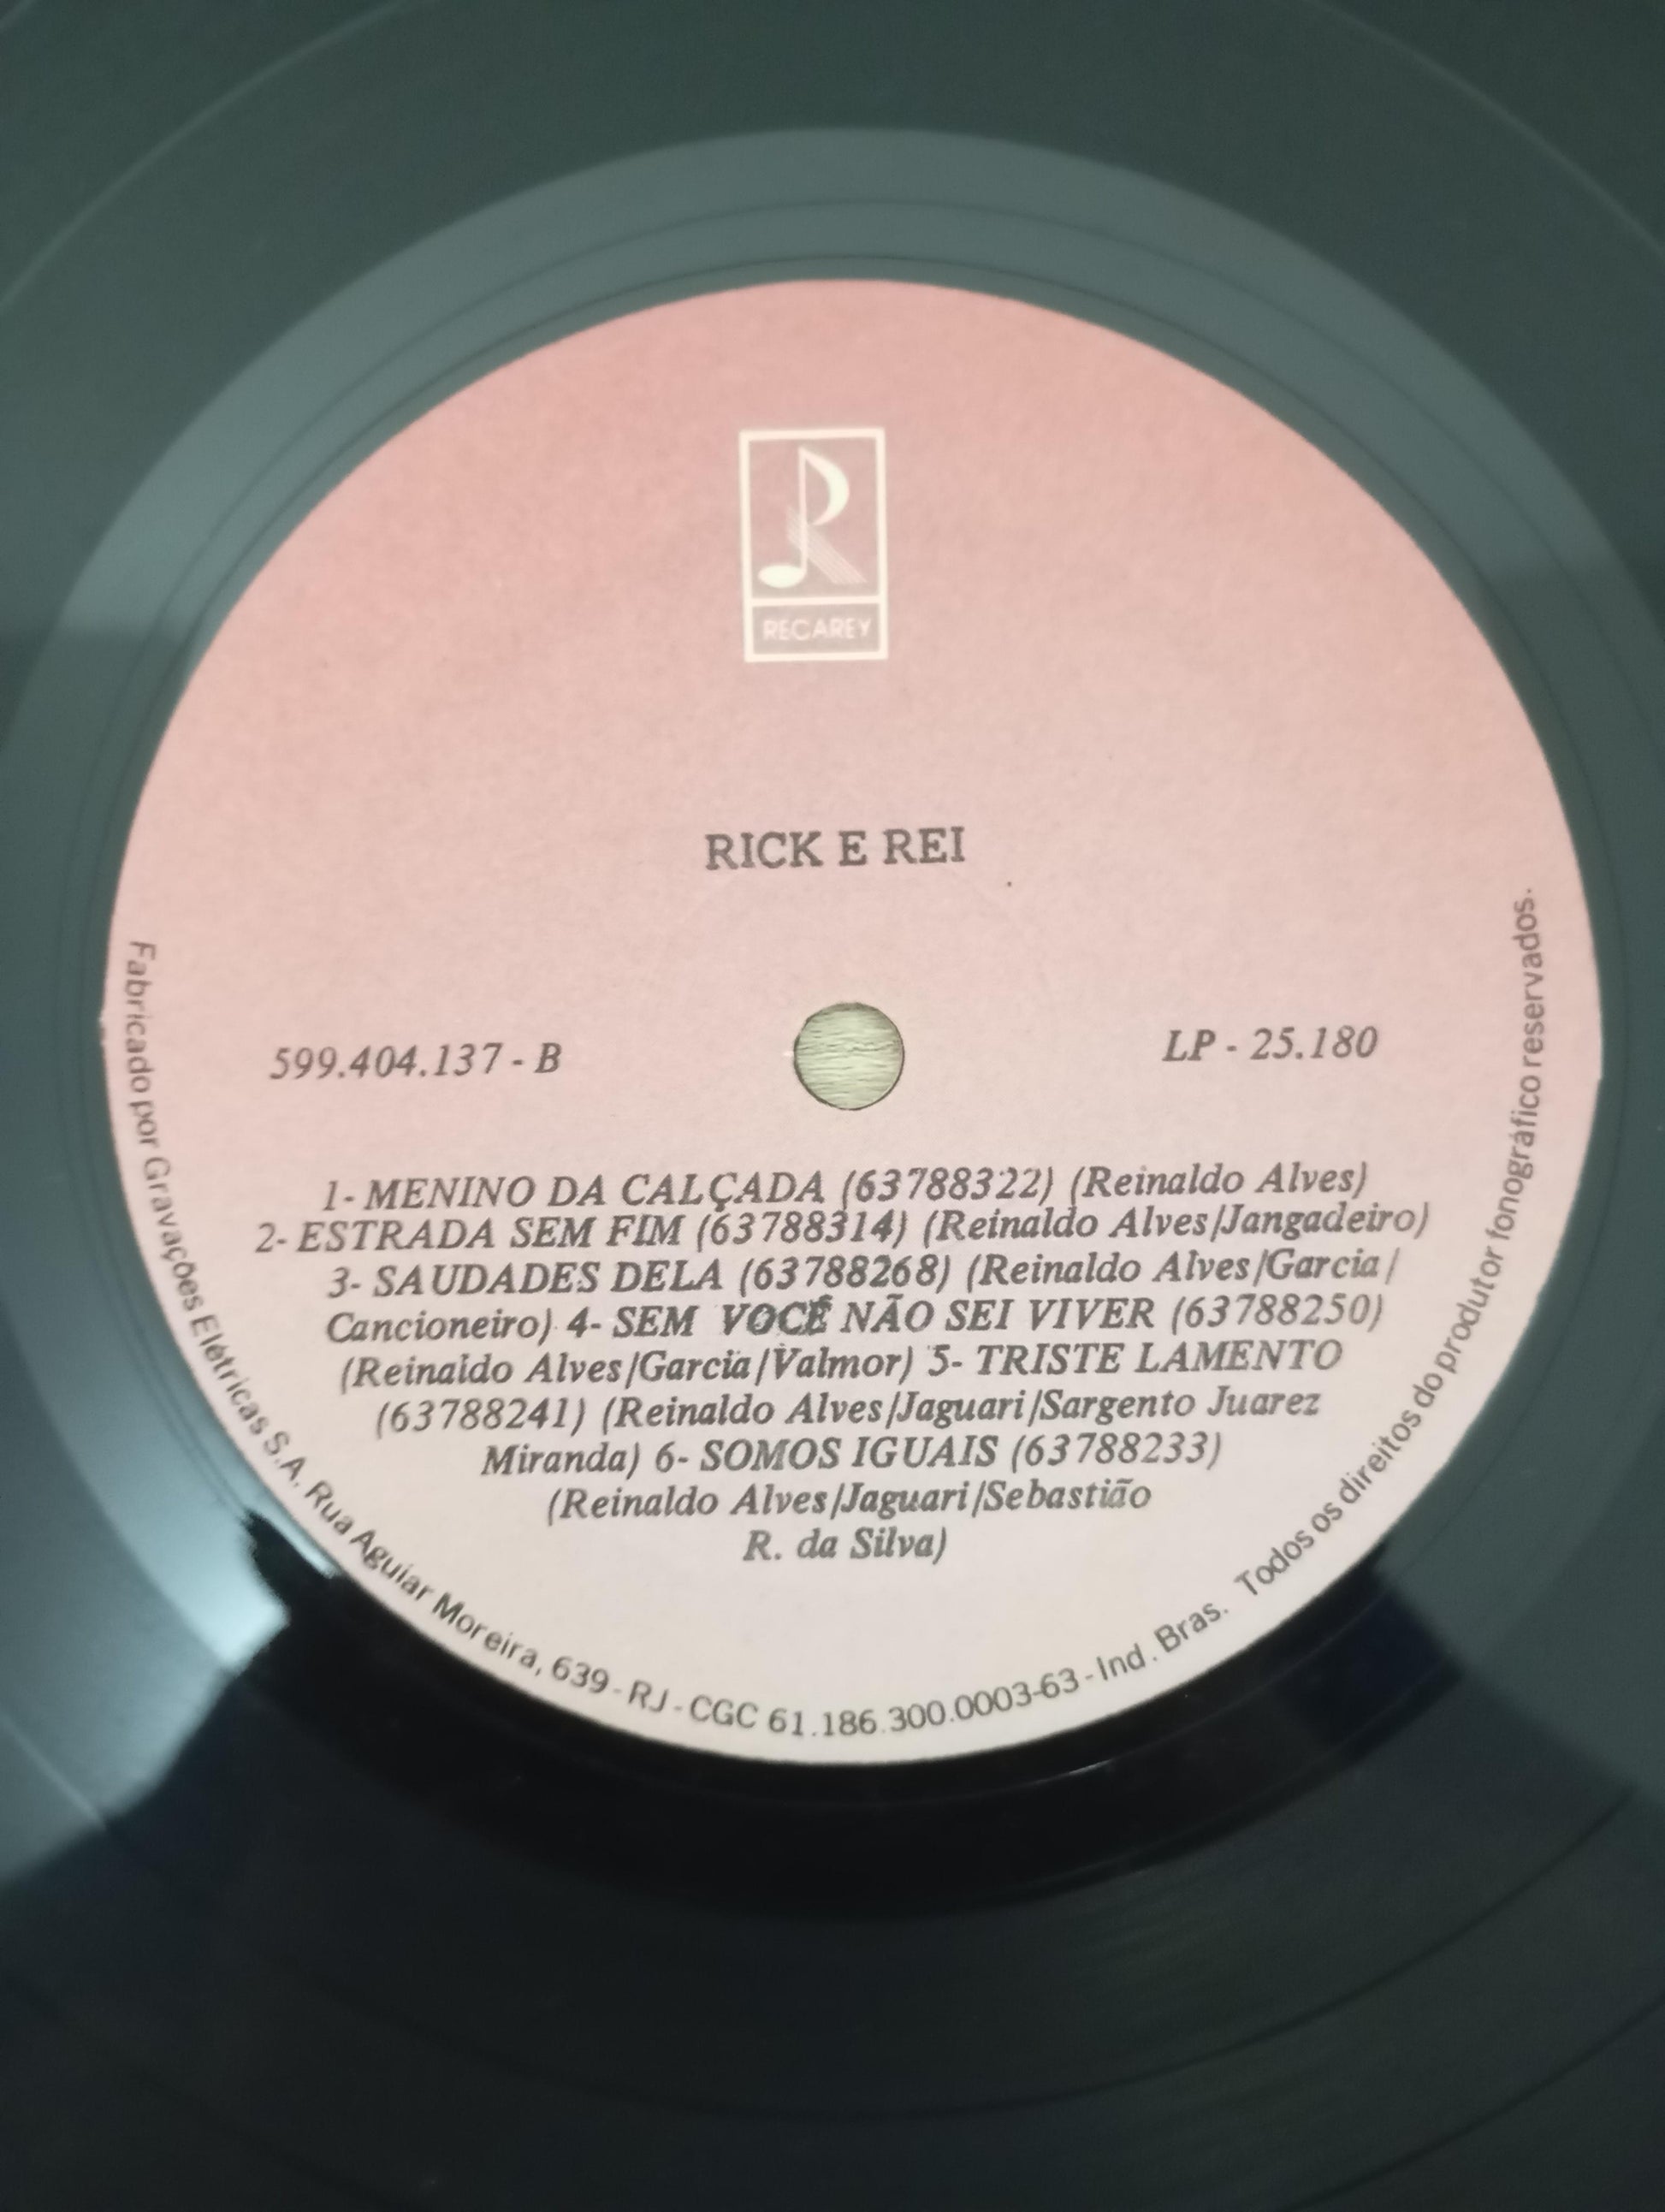 RECAREY
RICK E REI
599.404.137 - B
LP - 25.180
1- MENINO DA CALÇADA (63788322) (Reinaldo Alves)
2- ESTRADA SEM FIM (63788314) (Reinaldo Alves/Jangadeiro)
3- SAUDADES DELA (63788268) (Reinaldo Alves/Garcia/
Cancioneiro) 4- SEM VOCÊ NÃO SEI VIVER (63788250)
(Reinaldo Alves/Garcia/Valmor) 5- TRISTE LAMENTO
(63788241) (Reinaldo Alves/Jaguari/Sargento Juarez
Miranda) 6- SOMOS IGUAIS (63788233)
(Reinaldo Alves/Jaguari/Sebastião
R. da Silva)
Fabricado por Gravações Elétricas S.A. Rua Aguiar Moreira, 639 - RJ - CGC 61.186.300.0003-63 - Ind. Bras. Todos os direitos do produtor fonográfico reservados.